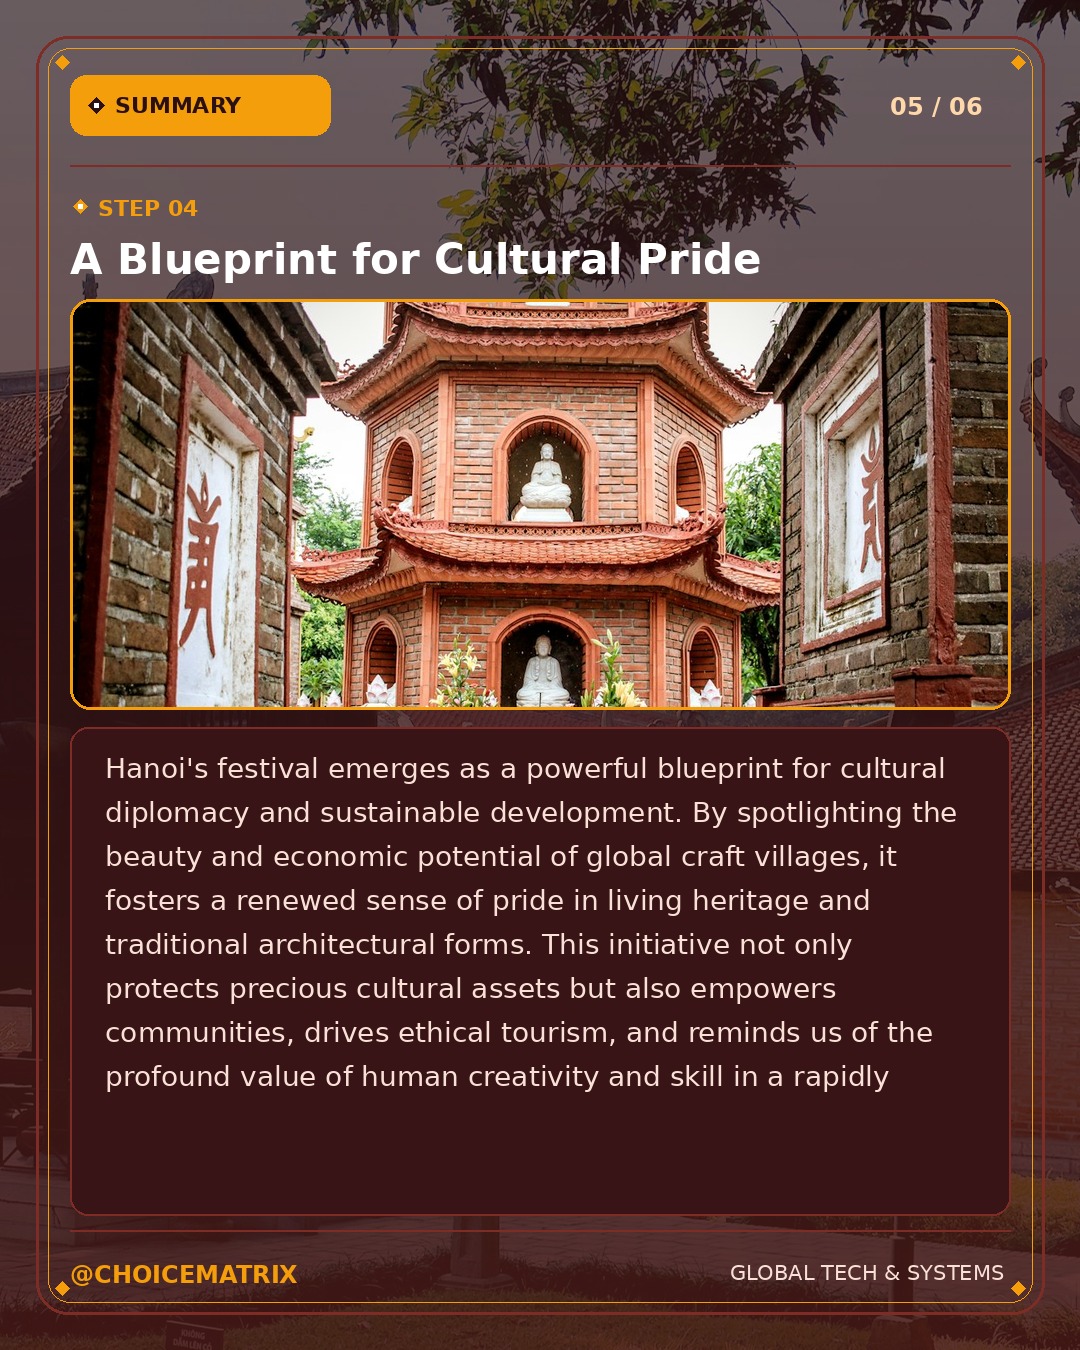 SUMMARY
05 / 06
STEP 04
A Blueprint for Cultural Pride
Hanoi's festival emerges as a powerful blueprint for cultural
diplomacy and sustainable development. By spotlighting the
beauty and economic potential of global craft villages, it
fosters a renewed sense of pride in living heritage and
traditional architectural forms. This initiative not only
protects precious cultural assets but also empowers
communities, drives ethical tourism, and reminds us of the
profound value of human creativity and skill in a rapidly
@CHOICEMATRIX
GLOBAL TECH & SYSTEMS
KHÔNG